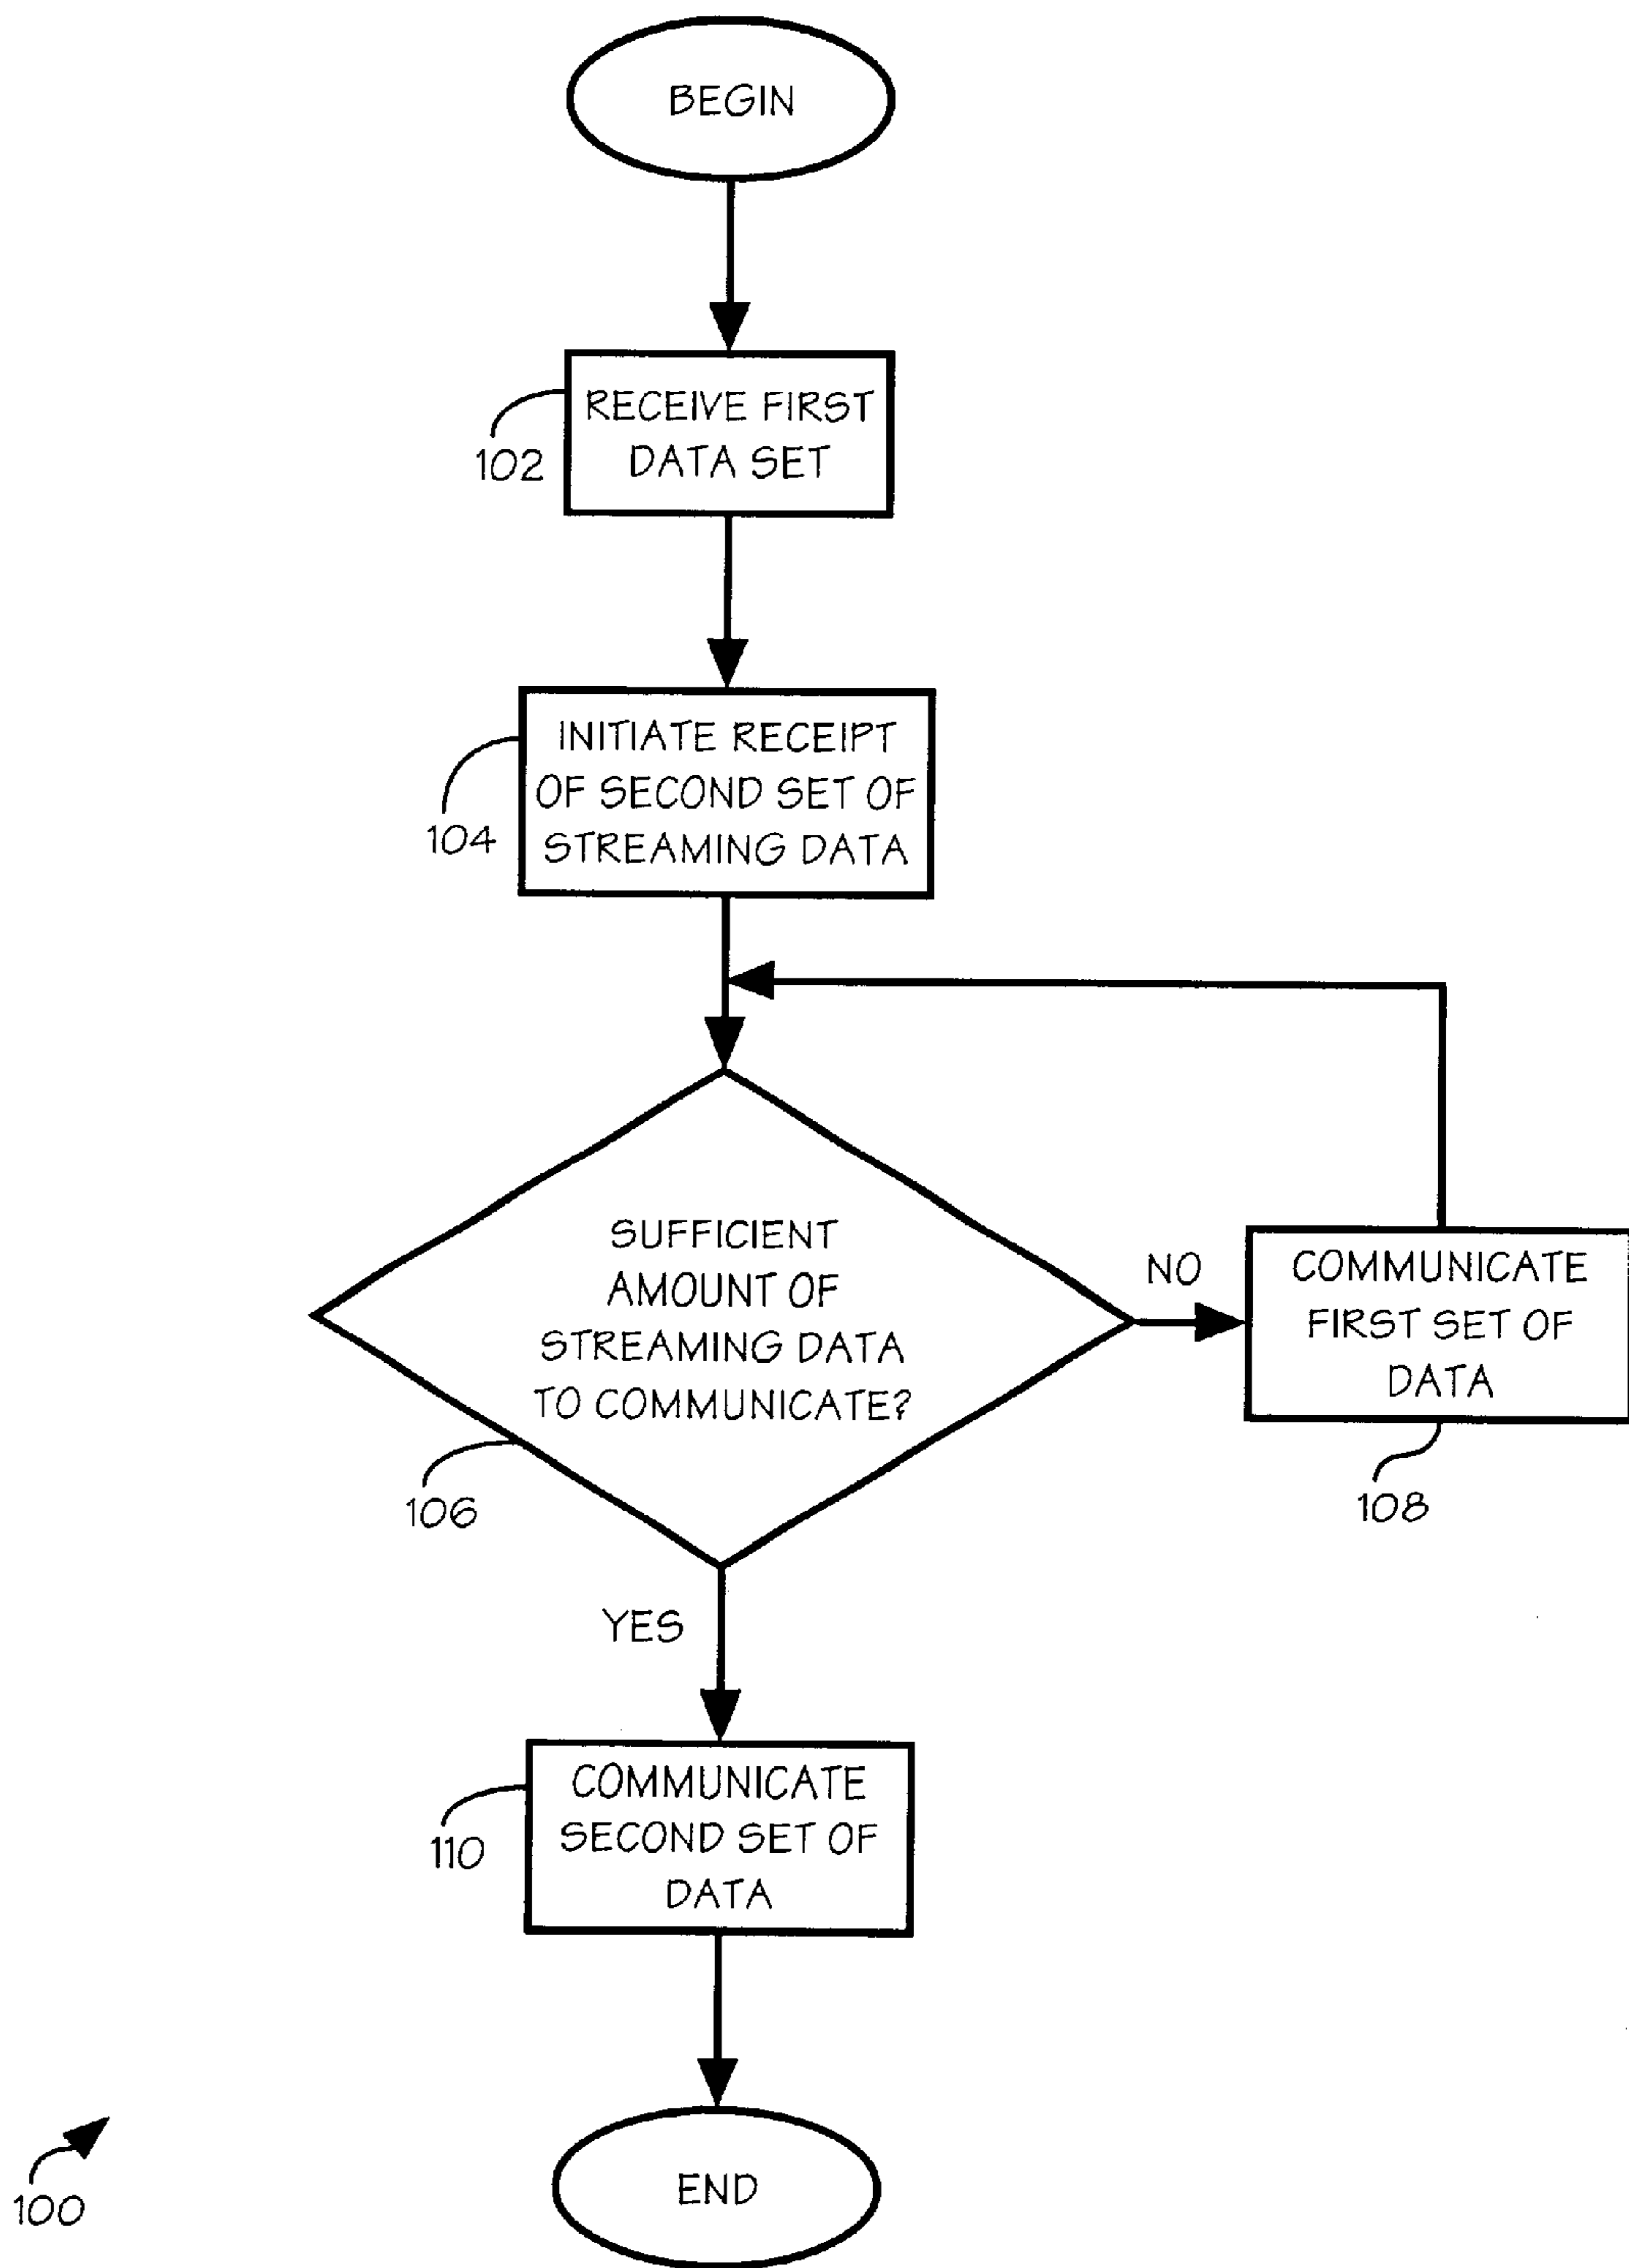 BEGIN
RECEIVE FIRST
DATA SET
102
INITIATE RECEIPT
OF SECOND SET OF
STREAMING DATA
104
SUFFICIENT
AMOUNT OF
STREAMING DATA
TO COMMUNICATE?
106
NO
COMMUNICATE
FIRST SET OF
DATA
108
YES
COMMUNICATE
SECOND SET OF
DATA
110
END
100